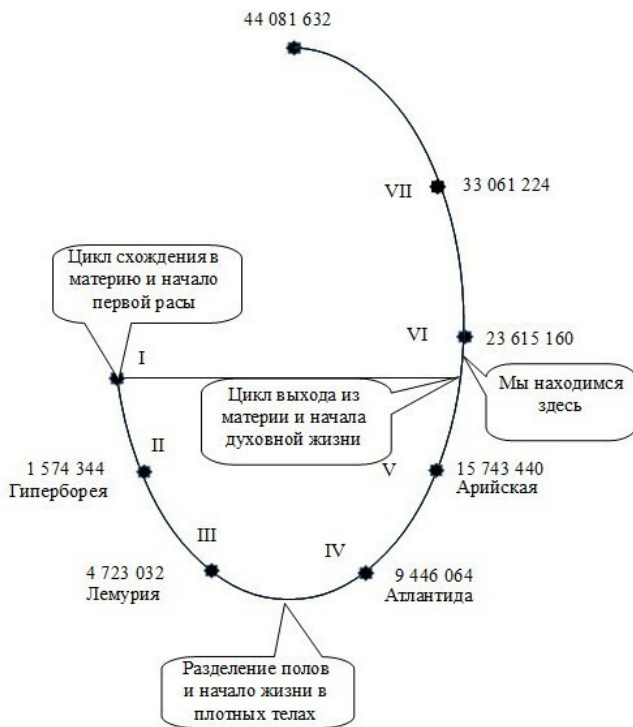 44 081 632
VII
33 061 224
Цикл схождения в
материю и начало
первой расы
VI
23 615 160
I
Цикл выхода из
материи и начала
духовной жизни
Мы находимся
здесь
II
1 574 344
Гиперборея
V
15 743 440
Арийская
III
IV
4 723 032
Лемурия
9 446 064
Атлантида
Разделение полов
и начало жизни в
плотных телах